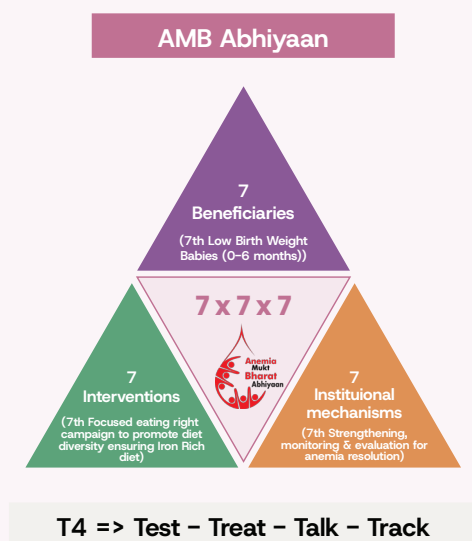 AMB Abhiyaan
7
Beneficiaries
(7th Low Birth Weight
Babies (0-6 months))
7 x 7 x 7
Anemia
Mukt
Bharat
Abhiyaan
7
Interventions
(7th Focused eating right
campaign to promote diet
diversity ensuring Iron Rich
diet)
7
Instituional
mechanisms
(7th Strengthening,
monitoring & evaluation for
anemia resolution)
T4 => Test - Treat - Talk - Track